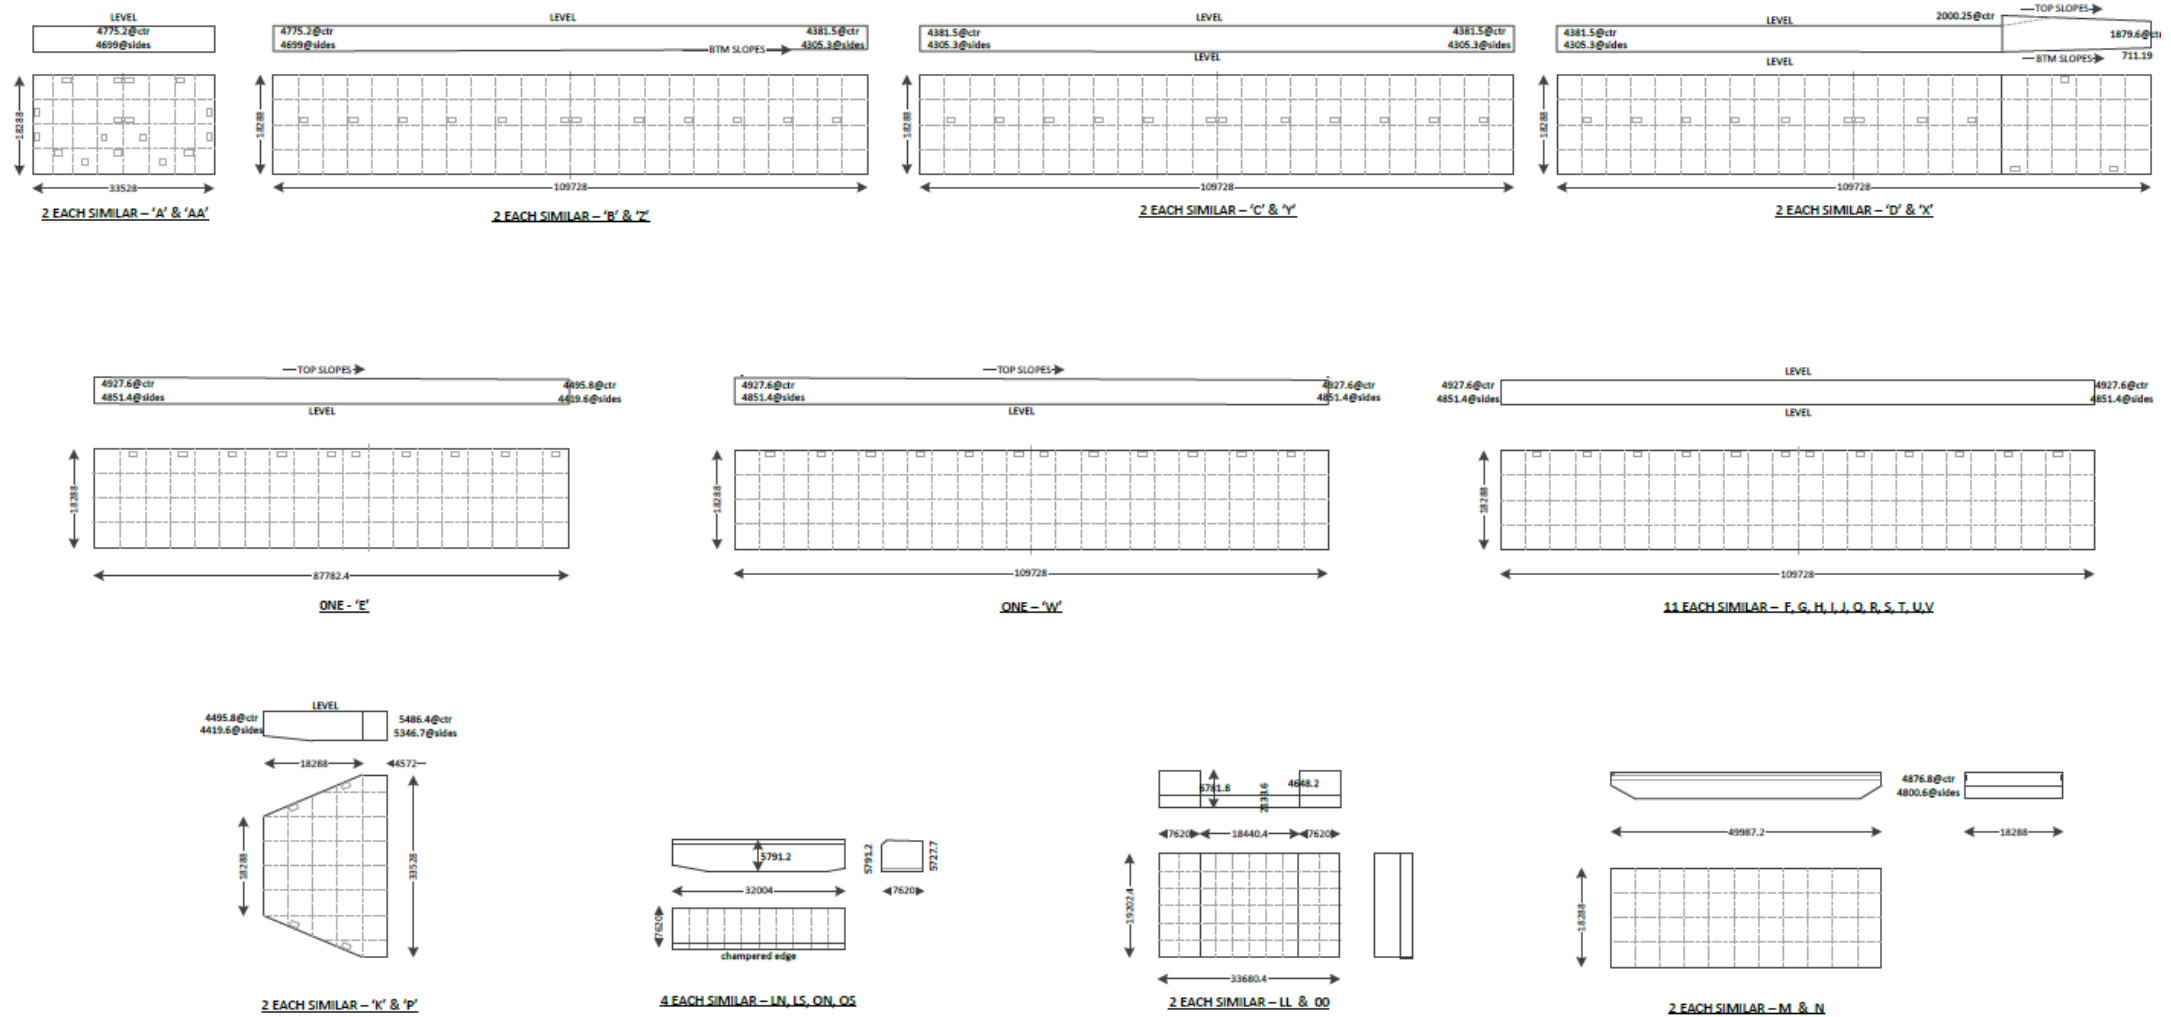 LEVEL
4775.2@ctr
4699@sides
18288
33528
2 EACH SIMILAR – ‘A’ & ‘AA’
LEVEL
4775.2@ctr
4699@sides
4381.5@ctr
4305.3@sides
BTM SLOPES
18288
109728
2 EACH SIMILAR – ‘B’ & ‘Z’
LEVEL
4381.5@ctr
4305.3@sides
4381.5@ctr
4305.3@sides
LEVEL
18288
109728
2 EACH SIMILAR – ‘C’ & ‘Y’
LEVEL
2000.25@ctr
TOP SLOPES
4381.5@ctr
4305.3@sides
1879.6@ctr
711.19
LEVEL
BTM SLOPES
18288
109728
2 EACH SIMILAR – ‘D’ & ‘X’
TOP SLOPES
4927.6@ctr
4851.4@sides
4495.8@ctr
4419.6@sides
LEVEL
18288
87782.4
ONE - ‘E’
TOP SLOPES
4927.6@ctr
4851.4@sides
4927.6@ctr
4851.4@sides
LEVEL
18288
109728
ONE – ‘W’
LEVEL
4927.6@ctr
4851.4@sides
4927.6@ctr
4851.4@sides
LEVEL
18288
109728
11 EACH SIMILAR – F, G, H, I, J, Q, R, S, T, U,V
LEVEL
4495.8@ctr
4419.6@sides
5486.4@ctr
5346.7@sides
18288
4572
18288
33528
2 EACH SIMILAR – ‘K’ & ‘P’
5791.2
5791.2
5727.7
32004
7620
7620
champered edge
4 EACH SIMILAR – LN, LS, ON, OS
6781.8
2133.6
4648.2
7620
18440.4
7620
19202.4
33680.4
2 EACH SIMILAR – LL & 00
4876.8@ctr
4800.6@sides
49987.2
18288
18288
2 EACH SIMILAR – M & N